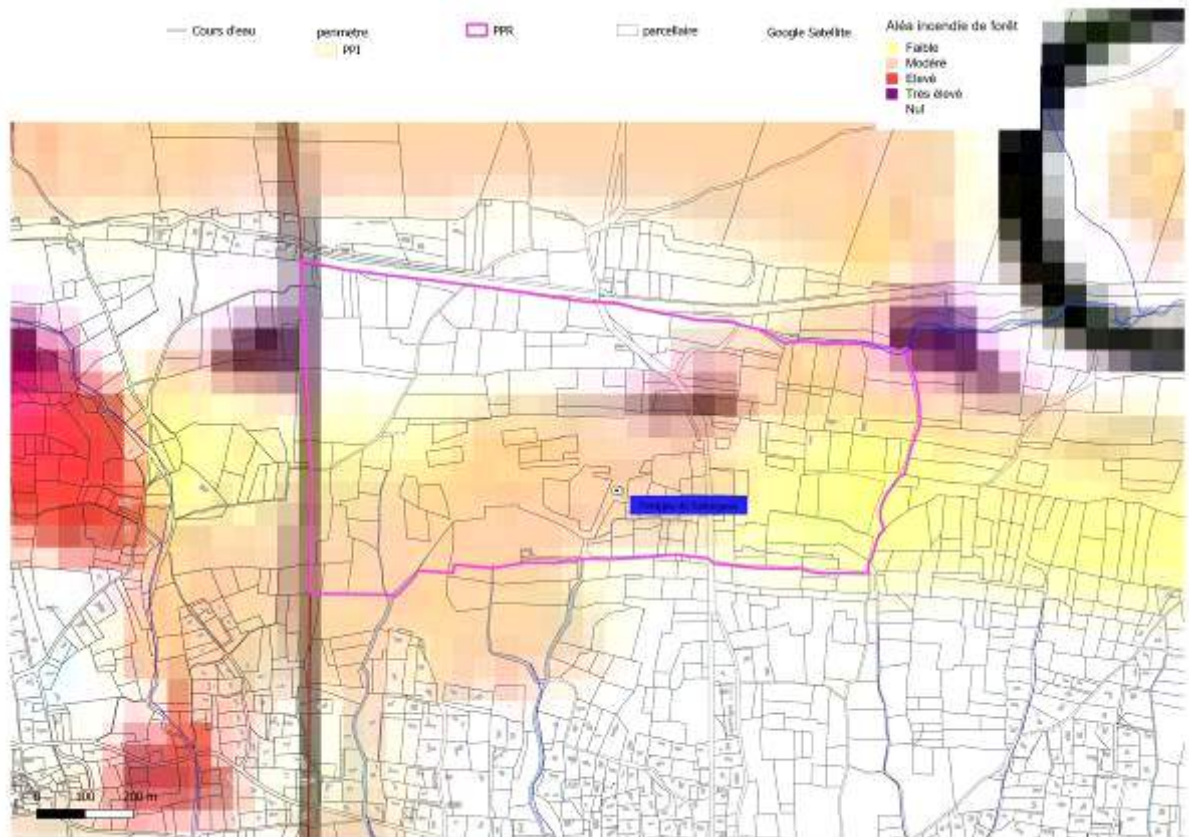 Cours d'eau
perimetre
PPI
PPR
parcellaire
Google Satellite
Aléa incendie de forêt
Faible
Modéré
Elevé
Très élevé
Nul
0 100 200 m